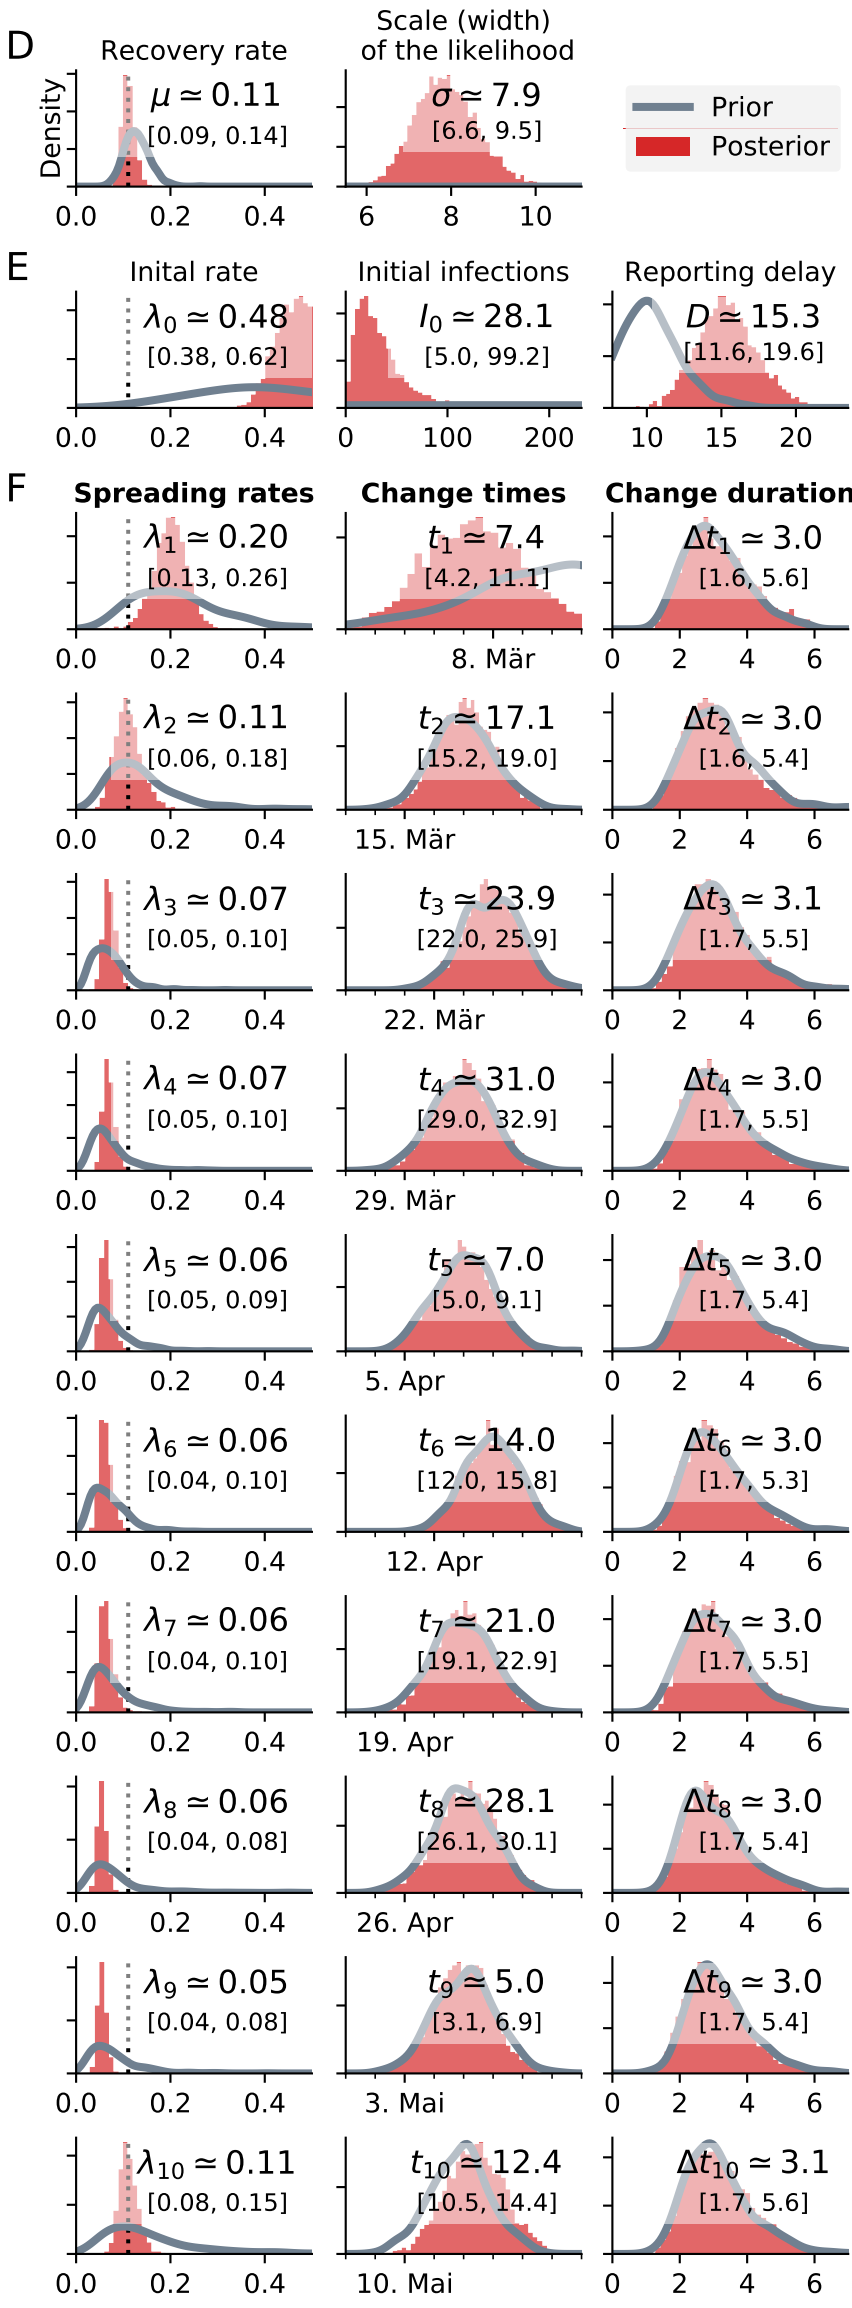 D
Recovery rate
Scale (width)
of the likelihood
Density
μ ≃ 0.11
[0.09, 0.14]
0.0 0.2 0.4
σ ≃ 7.9
[6.6, 9.5]
6 8 10
Prior
Posterior
E
Inital rate
Initial infections
Reporting delay
λ0 ≃ 0.48
[0.38, 0.62]
0.0 0.2 0.4
I0 ≃ 28.1
[5.0, 99.2]
0 100 200
D ≃ 15.3
[11.6, 19.6]
10 15 20
F
Spreading rates
Change times
Change duration
λ1 ≃ 0.20
[0.13, 0.26]
0.0 0.2 0.4
t1 ≃ 7.4
[4.2, 11.1]
8. Mär
Δt1 ≃ 3.0
[1.6, 5.6]
0 2 4 6
λ2 ≃ 0.11
[0.06, 0.18]
0.0 0.2 0.4
t2 ≃ 17.1
[15.2, 19.0]
15. Mär
Δt2 ≃ 3.0
[1.6, 5.4]
0 2 4 6
λ3 ≃ 0.07
[0.05, 0.10]
0.0 0.2 0.4
t3 ≃ 23.9
[22.0, 25.9]
22. Mär
Δt3 ≃ 3.1
[1.7, 5.5]
0 2 4 6
λ4 ≃ 0.07
[0.05, 0.10]
0.0 0.2 0.4
t4 ≃ 31.0
[29.0, 32.9]
29. Mär
Δt4 ≃ 3.0
[1.7, 5.5]
0 2 4 6
λ5 ≃ 0.06
[0.05, 0.09]
0.0 0.2 0.4
t5 ≃ 7.0
[5.0, 9.1]
5. Apr
Δt5 ≃ 3.0
[1.7, 5.4]
0 2 4 6
λ6 ≃ 0.06
[0.04, 0.10]
0.0 0.2 0.4
t6 ≃ 14.0
[12.0, 15.8]
12. Apr
Δt6 ≃ 3.0
[1.7, 5.3]
0 2 4 6
λ7 ≃ 0.06
[0.04, 0.10]
0.0 0.2 0.4
t7 ≃ 21.0
[19.1, 22.9]
19. Apr
Δt7 ≃ 3.0
[1.7, 5.5]
0 2 4 6
λ8 ≃ 0.06
[0.04, 0.08]
0.0 0.2 0.4
t8 ≃ 28.1
[26.1, 30.1]
26. Apr
Δt8 ≃ 3.0
[1.7, 5.4]
0 2 4 6
λ9 ≃ 0.05
[0.04, 0.08]
0.0 0.2 0.4
t9 ≃ 5.0
[3.1, 6.9]
3. Mai
Δt9 ≃ 3.0
[1.7, 5.4]
0 2 4 6
λ10 ≃ 0.11
[0.08, 0.15]
0.0 0.2 0.4
t10 ≃ 12.4
[10.5, 14.4]
10. Mai
Δt10 ≃ 3.1
[1.7, 5.6]
0 2 4 6